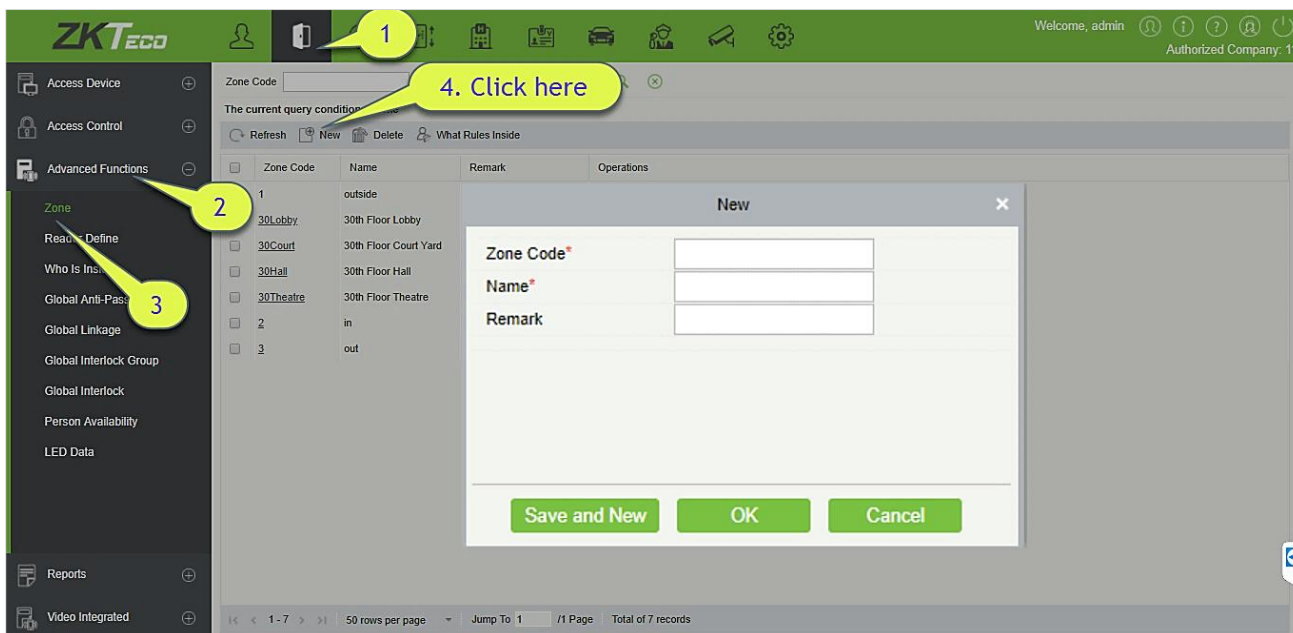 ZKTECO
1
Welcome, admin
Authorized Company: 1
Access Device
Access Control
Advanced Functions
2
Zone
Reader Define
3
Global Linkage
Global Interlock Group
Global Interlock
Person Availability
LED Data
Reports
Video Integrated
Zone Code
4. Click here
The current query
Refresh New Delete What Rules Inside
Zone Code Name Remark Operations
1 outside
30Lobby 30th Floor Lobby
30Court 30th Floor Court Yard
30Hall 30th Floor Hall
30Theatre 30th Floor Theatre
2 in
3 out
New
Zone Code*
Name*
Remark
Save and New OK Cancel
1 - 7 50 rows per page Jump To 1 /1 Page Total of 7 records